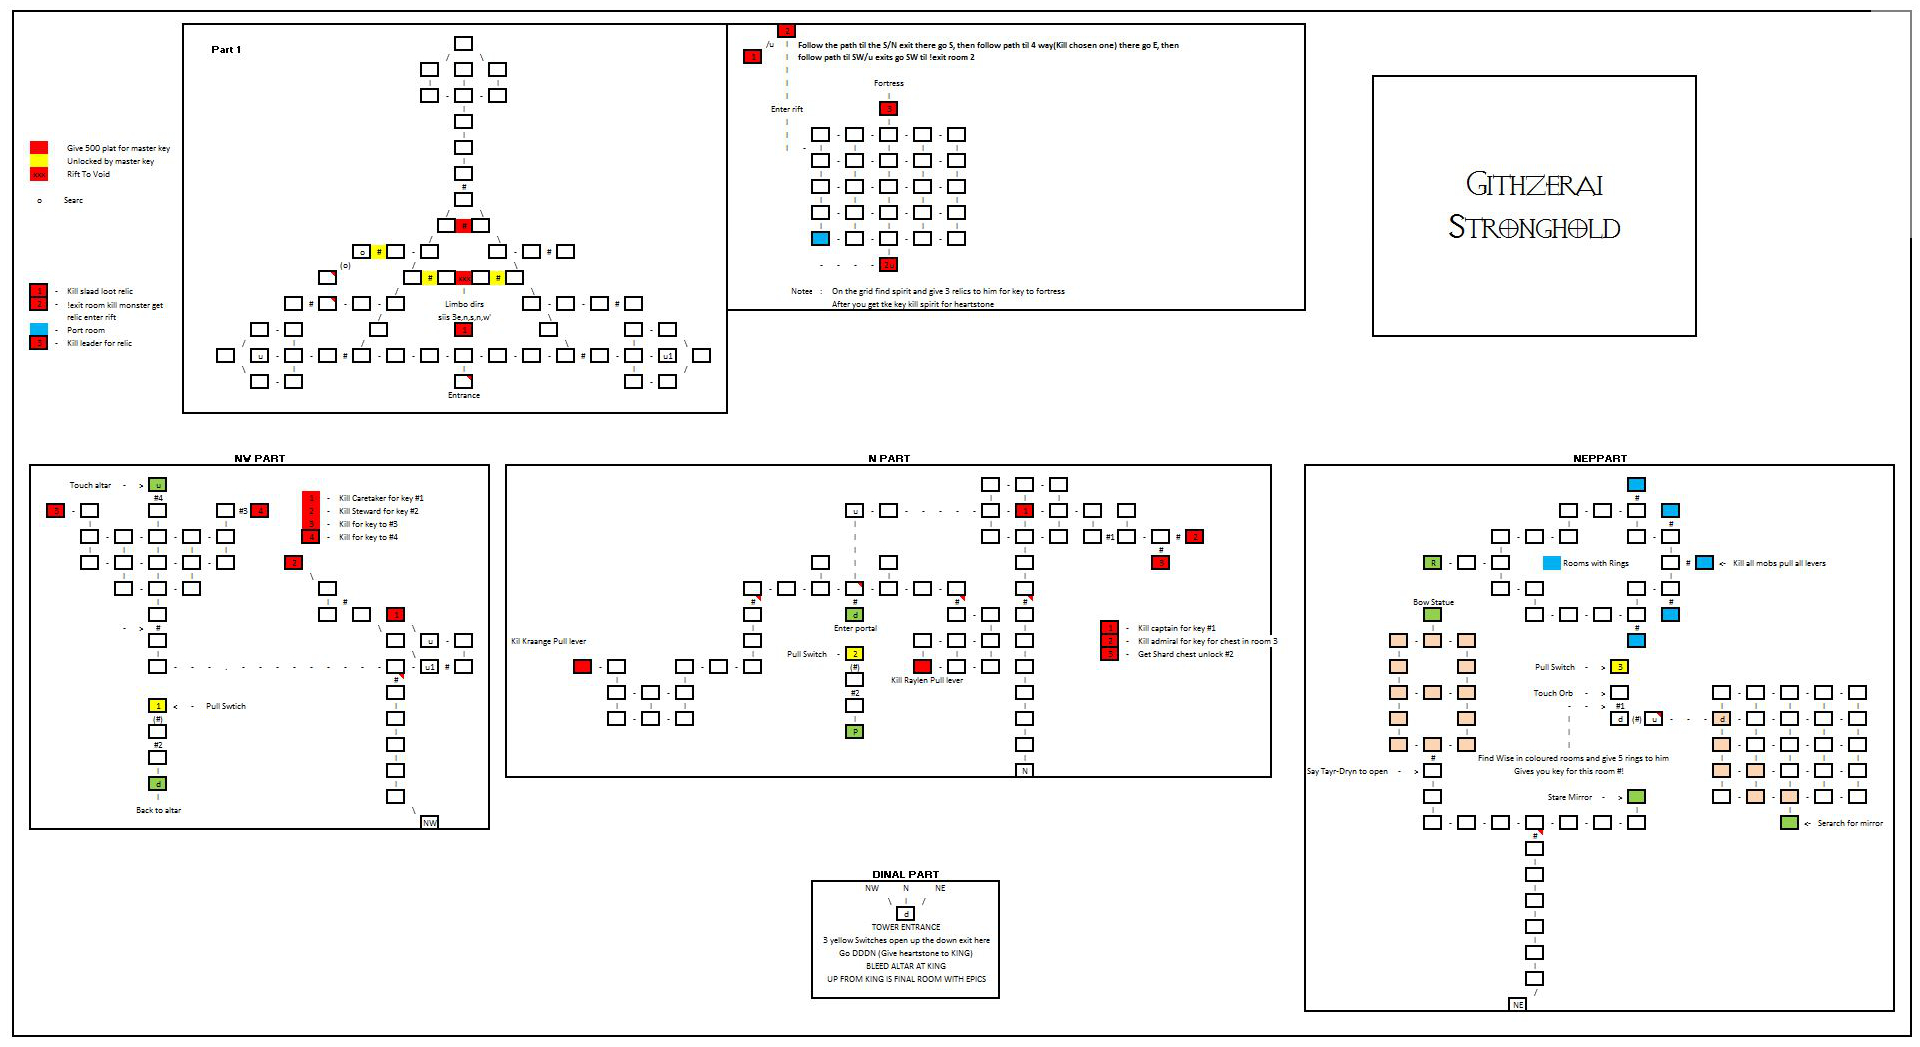 Part 1
Give 500 plat for master key
Unlocked by master key
xxx Rift To Void
o Searc
1 - Kill slaad loot relic
2 - !exit room kill monster get
relic enter rift
- Port room
3 - Kill leader for relic
#
#
o # - # 
(o)
# xxx #
Limbo dirs
siis 3e,n,s,n,w'
1
# #
u # # u1
Entrance
2
/u
Follow the path til the S/N exit there go S, then follow path til 4 way(Kill chosen one) there go E, then
follow path til SW/u exits go SW til !exit room 2
Fortress
3
Enter rift
Notes : On the grid find spirit and give 3 relics to him for key to fortress
After you get tke key kill spirit for heartstone
GITHZERAI
STRONGHOLD
NW PART
Touch altar - > u
#4
#3 4
1 - Kill Caretaker for key #1
2 - Steward for key #2
3 - Kill for key to #3
4 - Kill for key to #4
2
#
1
- > #
u
u1 #
#
1 < - Pull Swtich
(#)
#2
d
Back to altar
NW
N PART
u
1
#1 # 2
#
3
# # # #
d
Enter portal
Kil Kraange Pull lever
Pull Switch - 2
(#)
#2
P
Kill Raylen Pull lever
1 - Kill captain for key #1
2 - Kill admiral for key for chest in room 3
3 - Get Shard chest unlock #2
N
NEPPART
#
#
R
Rooms with Rings
# <- Kill all mobs pull all levers
#
#
Bow Statue
Pull Switch - > 3
Touch Orb - >
- - > #1
d (#) u - - - d
#
Find Wise in coloured rooms and give 5 rings to him
Gives you key for this room #!
Say Tayr-Dryn to open - >
Stare Mirror - >
<- Serarch for mirror
#
NE
DINAL PART
NW N NE
\ | /
d
TOWER ENTRANCE
3 yellow Switches open up the down exit here
Go DDDN (Give heartstone to KING)
BLEED ALTAR AT KING
UP FROM KING IS FINAL ROOM WITH EPICS